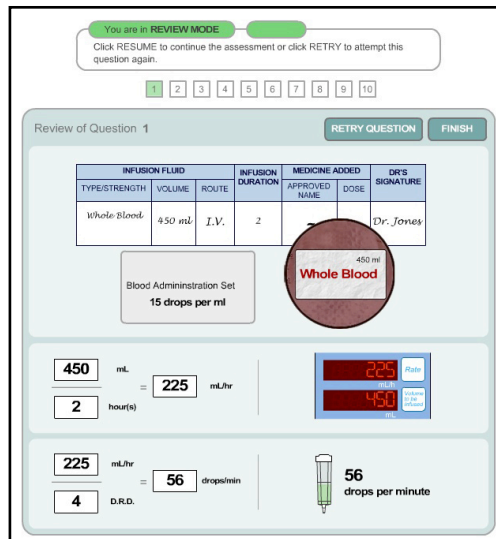 You are in REVIEW MODE
Click RESUME to continue the assessment or click RETRY to attempt this
question again.
1 2 3 4 5 6 7 8 9 10
Review of Question 1
RETRY QUESTION
FINISH
INFUSION FLUID
INFUSION DURATION
MEDICINE ADDED
DR'S SIGNATURE
TYPE/STRENGTH
VOLUME
ROUTE
APPROVED NAME
DOSE
Whole Blood
450 ml
I.V.
2
~
Dr. Jones
Blood Admininstration Set
15 drops per ml
450 ml
Whole Blood
450 mL
2 hour(s)
= 225 mL/hr
225 Rate
mL/h
450 Volume to be infused
mL
225 mL/hr
4 D.R.D.
= 56 drops/min
56
drops per minute